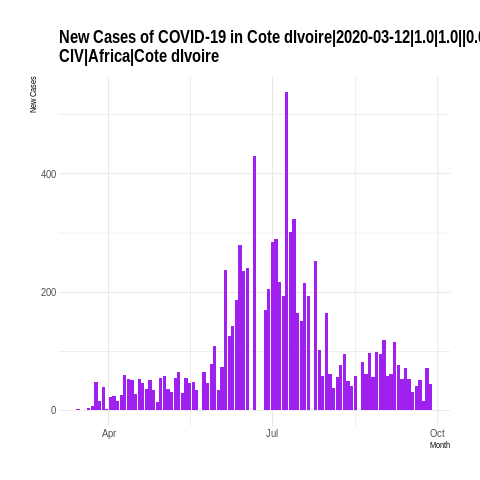 New Cases of COVID-19 in Cote dIvoire|2020-03-12|1.0|1.0||0.0
CIV|Africa|Cote dIvoire
New Cases
400
200
0
Apr
Jul
Oct
Month